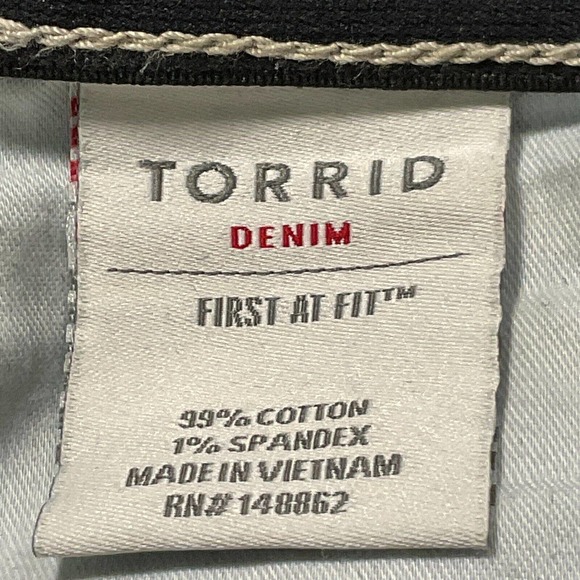 TORRID
DENIM
FIRST AT FIT™
99% COTTON
1% SPANDEX
MADE IN VIETNAM
RN# 148862